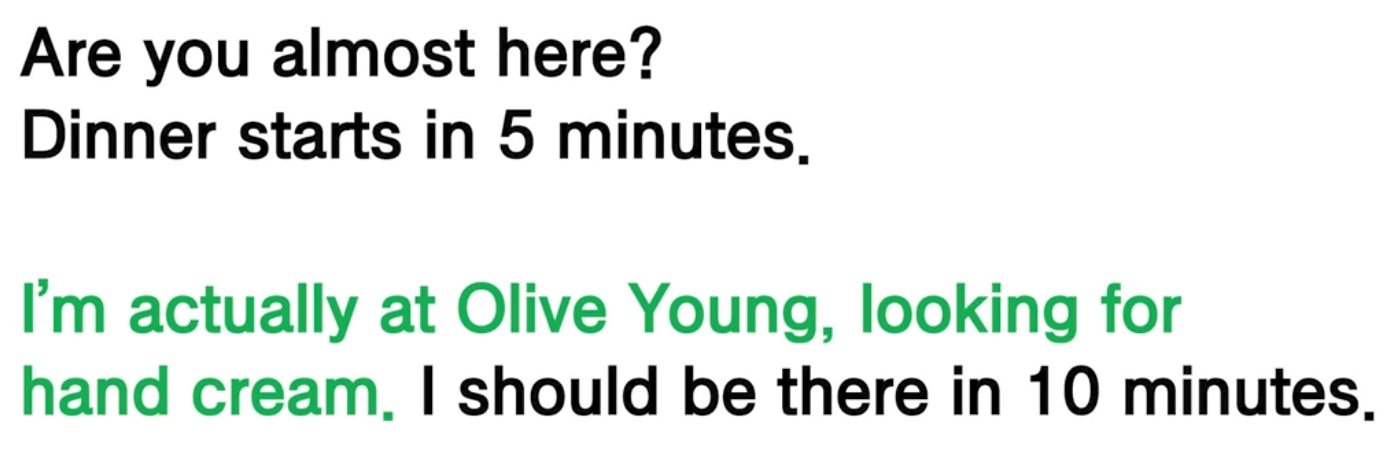 Are you almost here?
Dinner starts in 5 minutes.
I'm actually at Olive Young, looking for
hand cream. I should be there in 10 minutes.